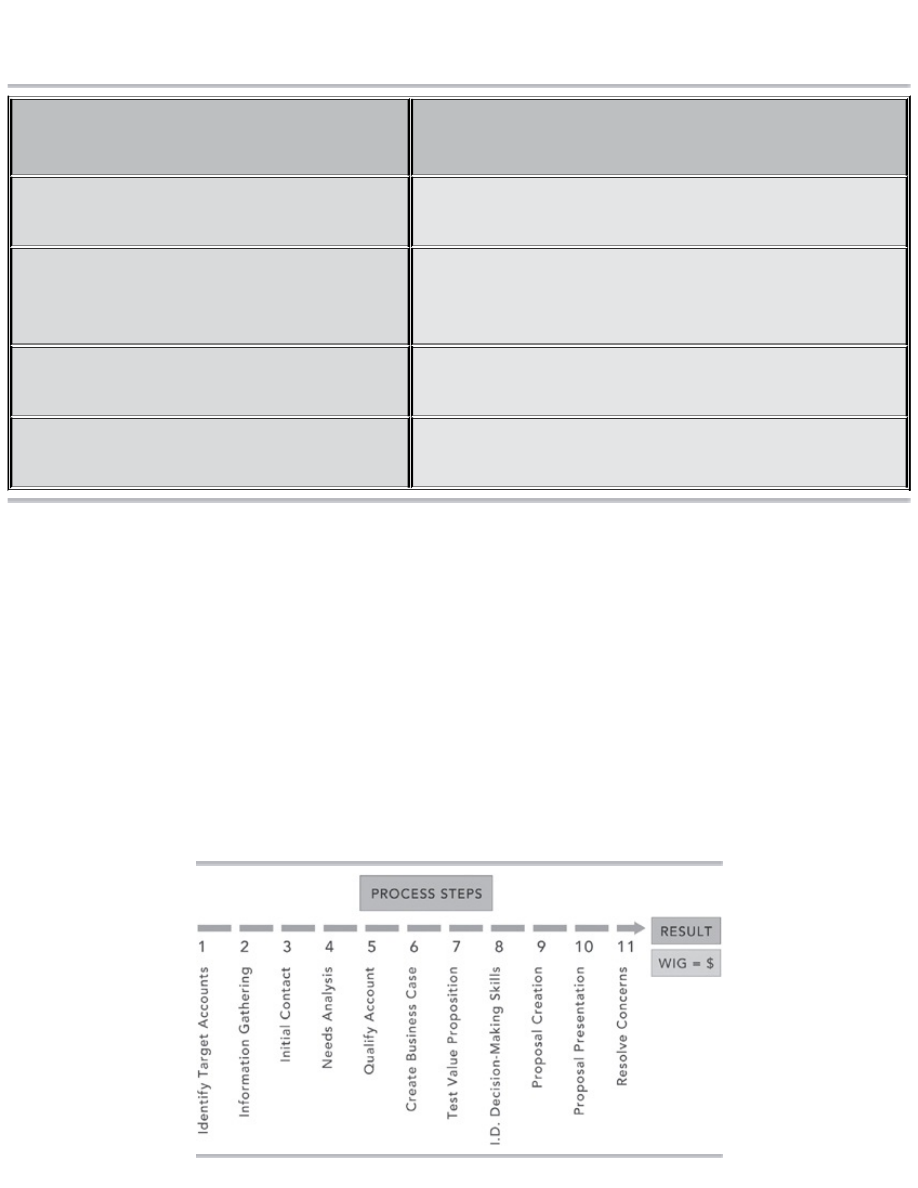 PROCESS STEPS
RESULT
WIG = $
1 2 3 4 5 6 7 8 9 10 11
Identify Target Accounts
Information Gathering
Initial Contact
Needs Analysis
Qualify Account
Create Business Case
Test Value Proposition
I.D. Decision-Making Skills
Proposal Creation
Proposal Presentation
Resolve Concerns